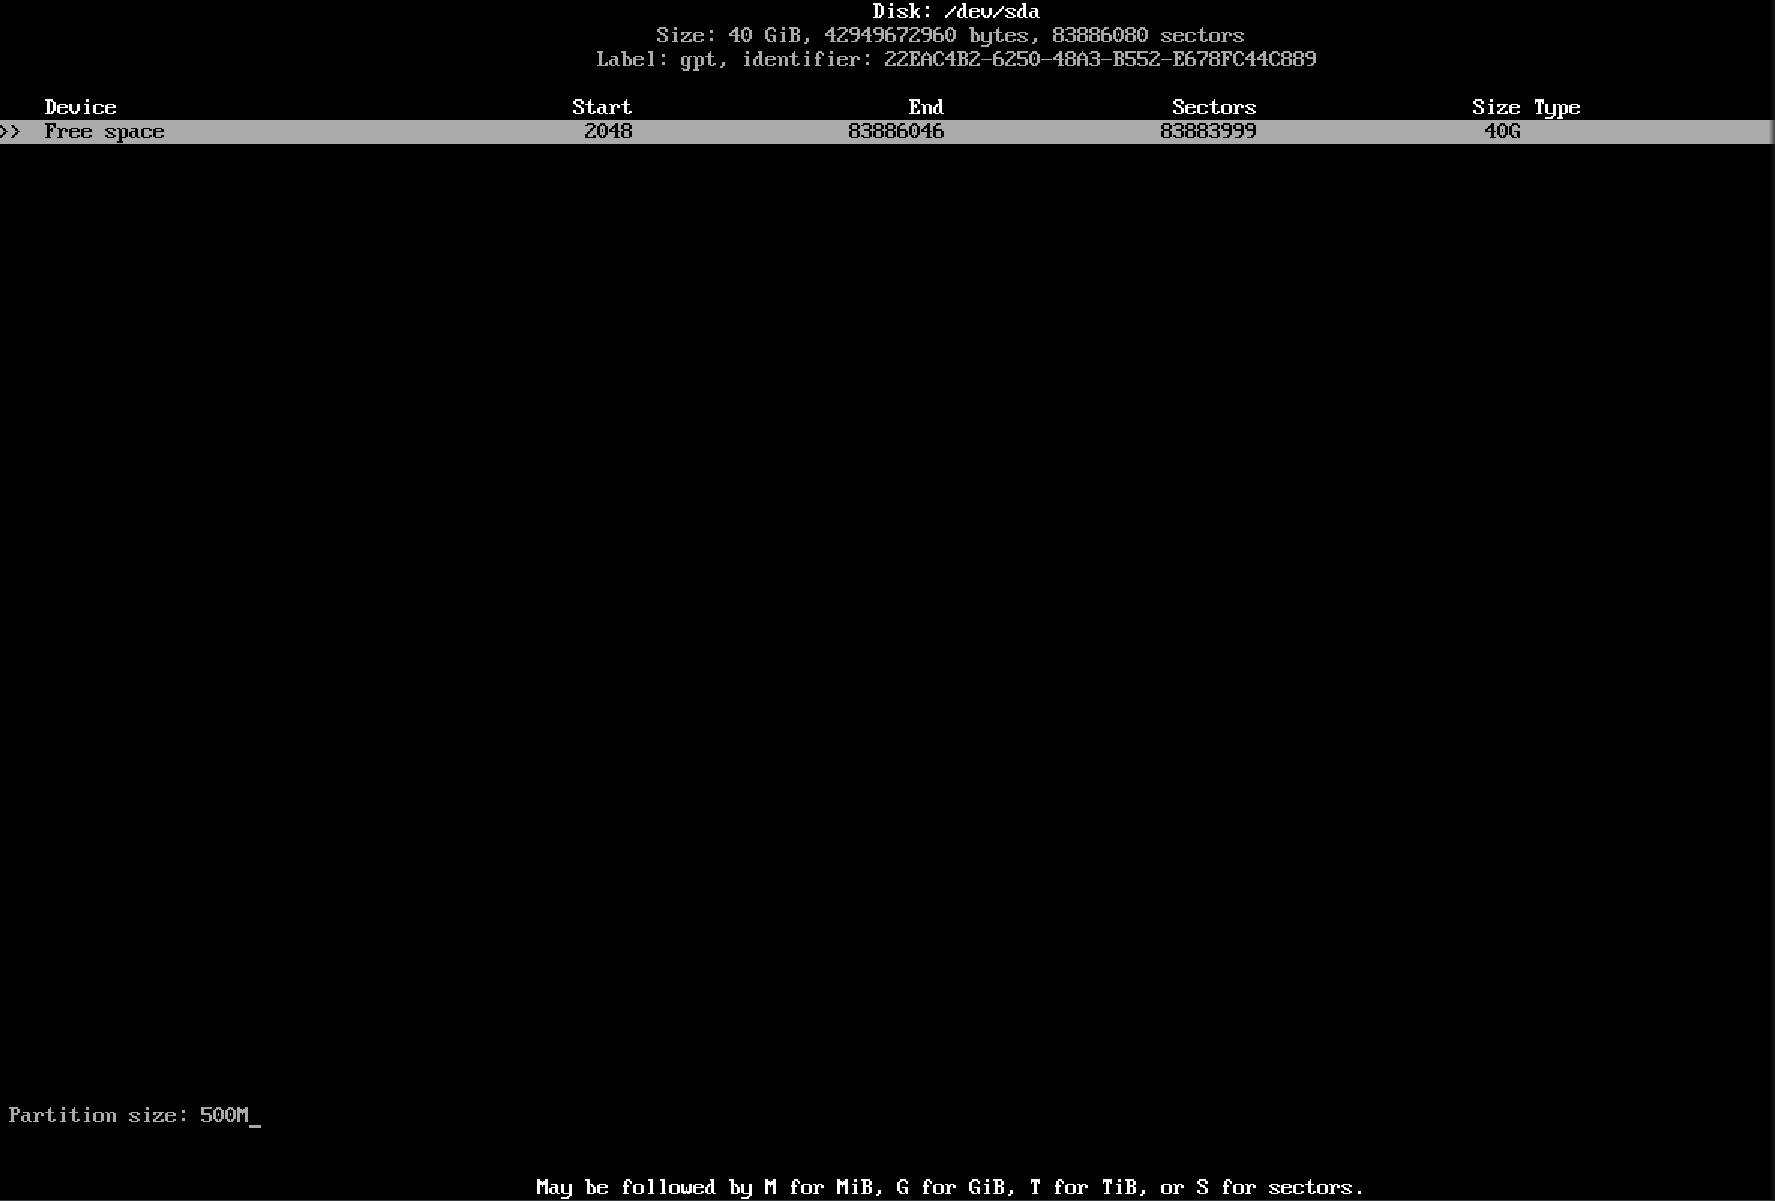 Disk: /dev/sda
Size: 40 GiB, 42949672960 bytes, 83886080 sectors
Label: gpt, identifier: 22EAC4B2-6250-48A3-B552-E678FC44C889
Device Start End Sectors Size Type
>> Free space 2048 83886046 83883999 40G
Partition size: 500M_
May be followed by M for MiB, G for GiB, T for TiB, or S for sectors.